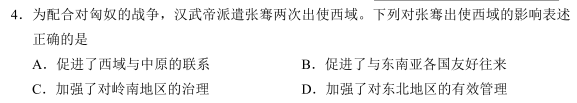 4．为配合对匈奴的战争，汉武帝派遣张骞两次出使西域。下列对张骞出使西域的影响表述
正确的是
A．促进了西域与中原的联系 B．促进了与东南亚各国友好往来
C．加强了对岭南地区的治理 D．加强了对东北地区的有效管理